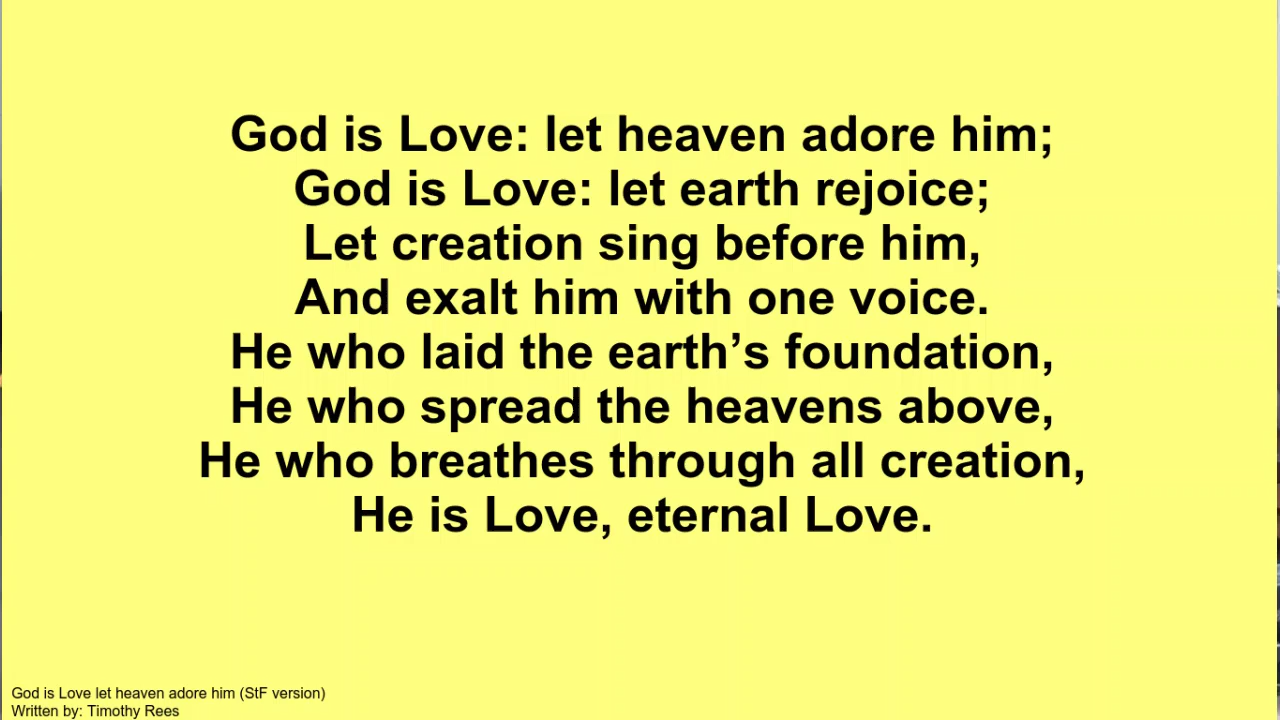 God is Love: let heaven adore him;
God is Love: let earth rejoice;
Let creation sing before him,
And exalt him with one voice.
He who laid the earth’s foundation,
He who spread the heavens above,
He who breathes through all creation,
He is Love, eternal Love.
God is Love let heaven adore him (StF version)
Written by: Timothy Rees